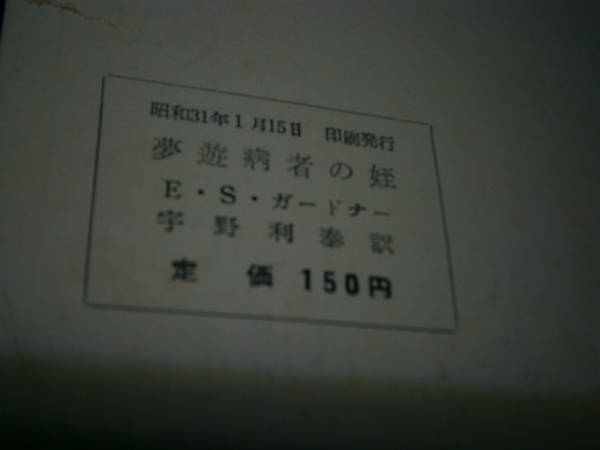 昭和31年1月15日 印刷発行
夢遊病者の姪
E・S・ガードナー
宇野利泰訳
定価 150円